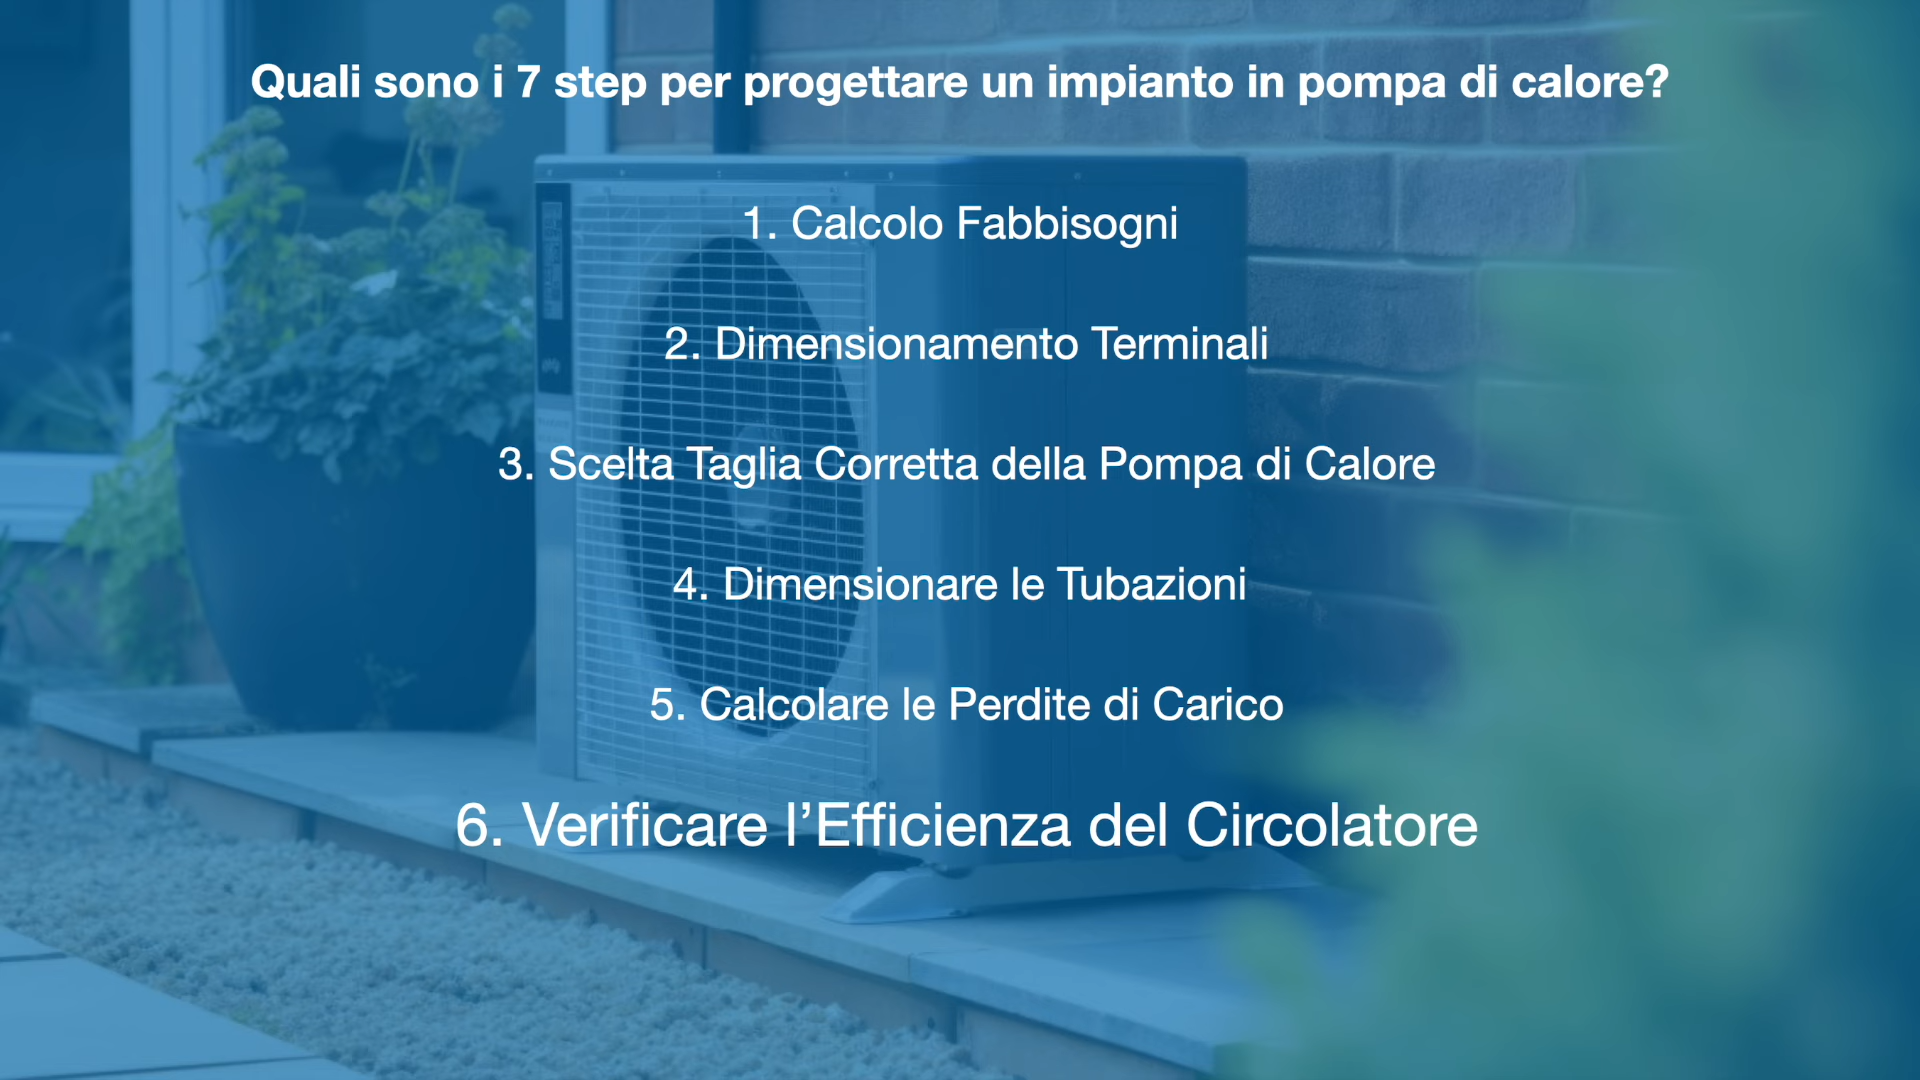 Quali sono i 7 step per progettare un impianto in pompa di calore?
1. Calcolo Fabbisogni
2. Dimensionamento Terminali
3. Scelta Taglia Corretta della Pompa di Calore
4. Dimensionare le Tubazioni
5. Calcolare le Perdite di Carico
6. Verificare l’Efficienza del Circolatore